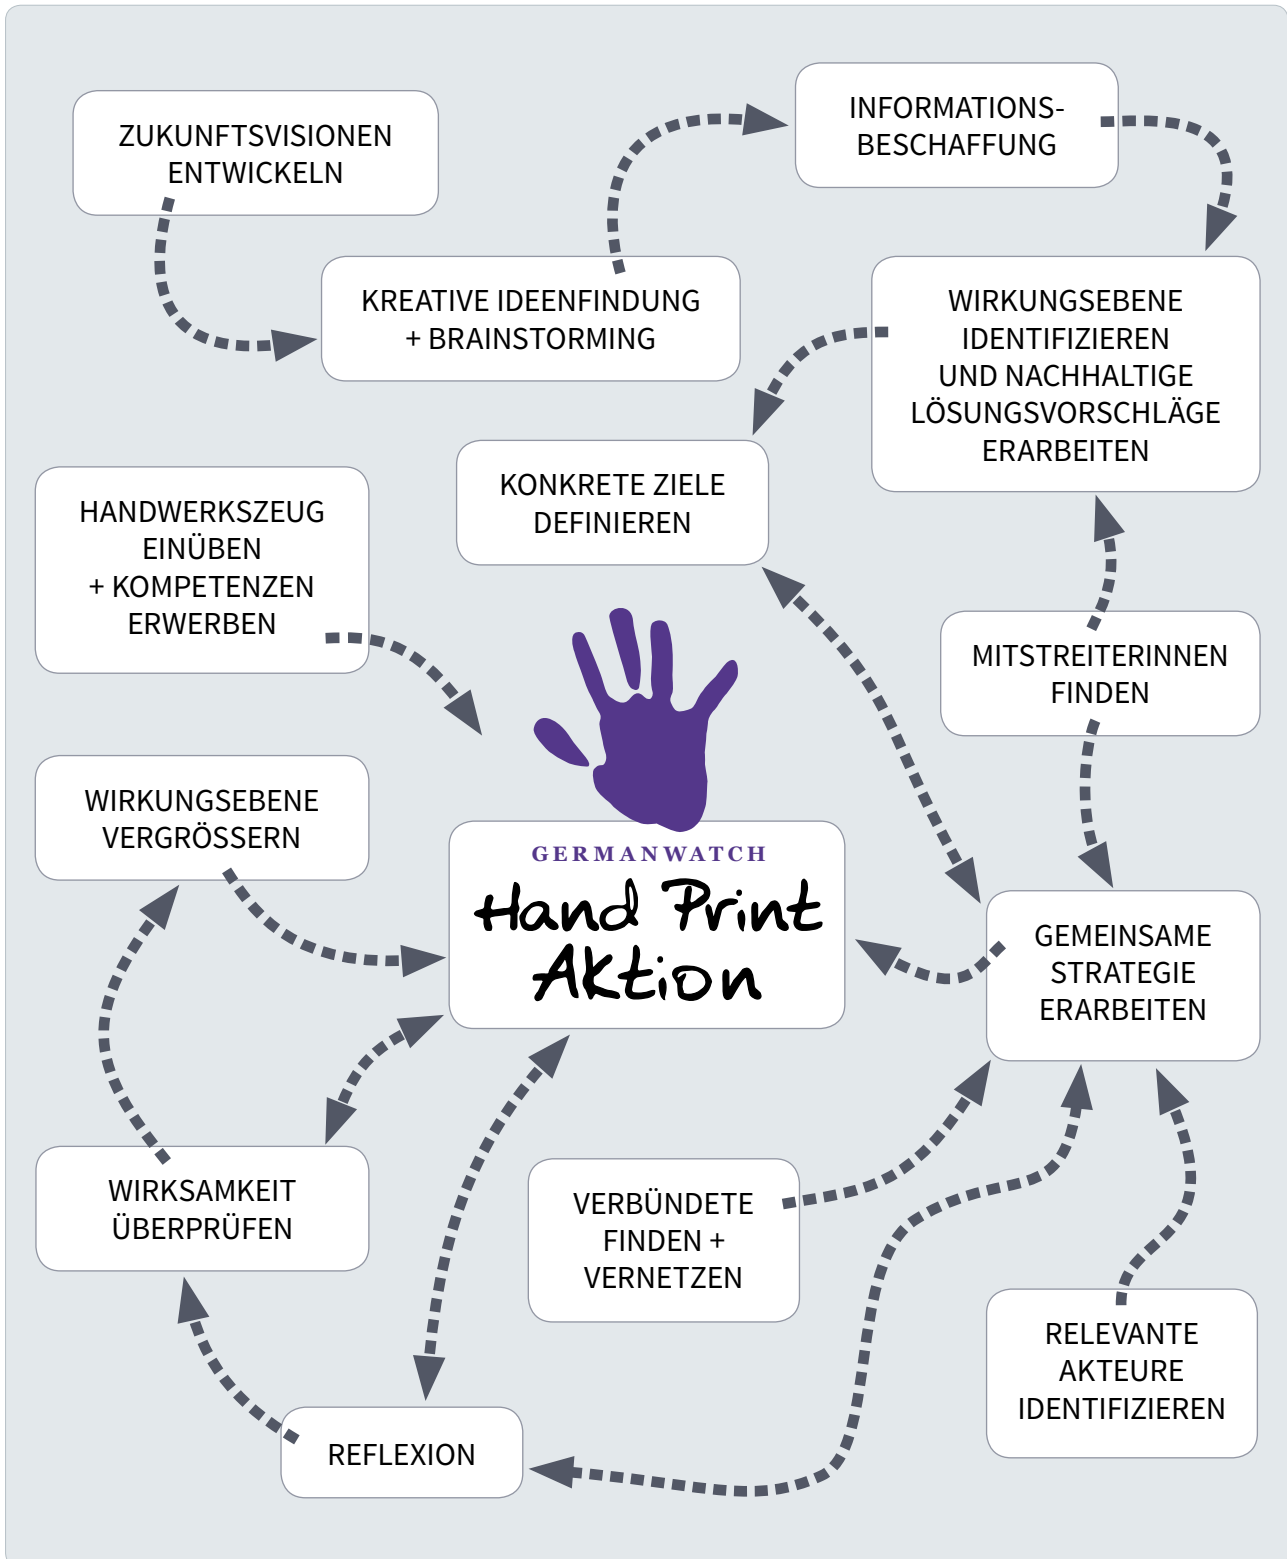 ZUKUNFTSVISIONEN
ENTWICKELN
INFORMATIONS-
BESCHAFFUNG
KREATIVE IDEENFINDUNG
+ BRAINSTORMING
WIRKUNGSEBENE
IDENTIFIZIEREN
UND NACHHALTIGE
LÖSUNGSVORSCHLÄGE
ERARBEITEN
KONKRETE ZIELE
DEFINIEREN
HANDWERKSZEUG
EINÜBEN
+ KOMPETENZEN
ERWERBEN
MITSTREITERINNEN
FINDEN
WIRKUNGSEBENE
VERGRÖSSERN
GERMANWATCH
Hand Print
Aktion
GEMEINSAME
STRATEGIE
ERARBEITEN
WIRKSAMKEIT
ÜBERPRÜFEN
VERBÜNDETE
FINDEN +
VERNETZEN
RELEVANTE
AKTEURE
IDENTIFIZIEREN
REFLEXION